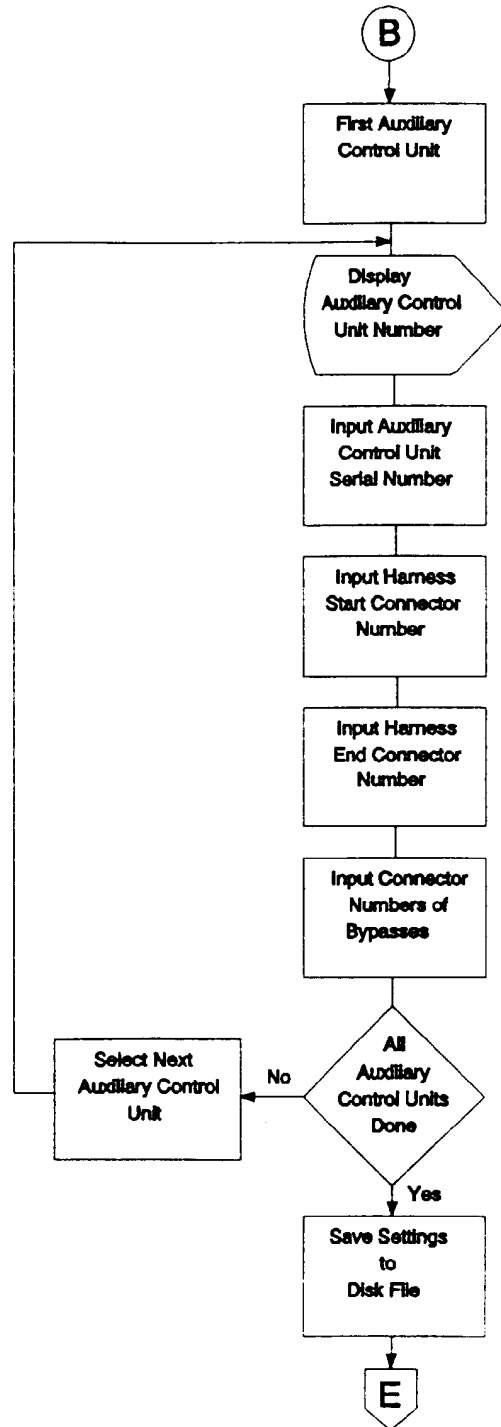 B
First Auxiliary
Control Unit
Display
Auxiliary Control
Unit Number
Input Auxiliary
Control Unit
Serial Number
Input Harness
Start Connector
Number
Input Harness
End Connector
Number
Input Connector
Numbers of
Bypasses
All
Auxiliary
Control Units
Done
No
Select Next
Auxiliary Control
Unit
Yes
Save Settings
to
Disk File
E